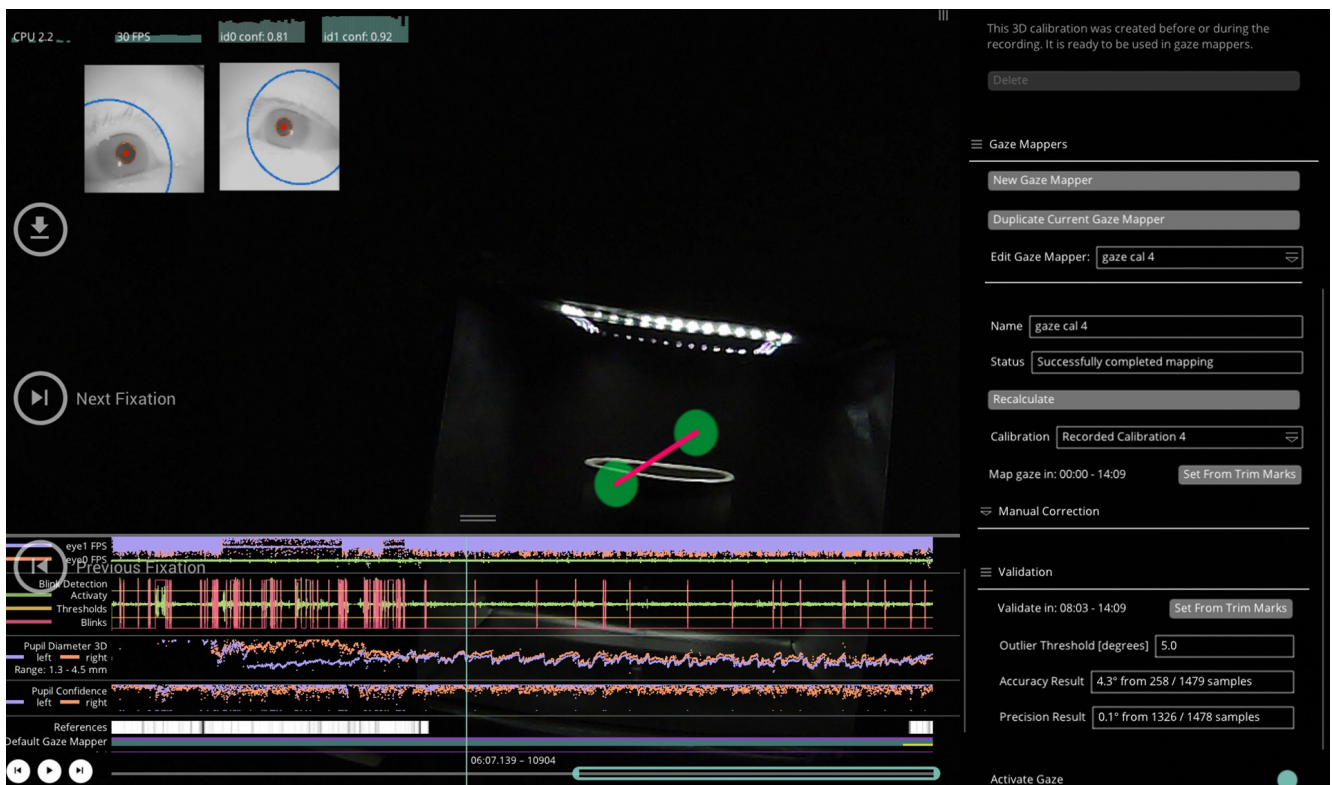 CPU 2.2
30 FPS
id0 conf: 0.81
id1 conf: 0.92
Next Fixation
Previous Fixation
eye1 FPS
eye0 FPS
Blink Detection
Activaty
Thresholds
Blinks
Pupil Diameter 3D
left right
Range: 1.3 - 4.5 mm
Pupil Confidence
left right
References
Default Gaze Mapper
06:07.139 – 10904
This 3D calibration was created before or during the
recording. It is ready to be used in gaze mappers.
Delete
Gaze Mappers
New Gaze Mapper
Duplicate Current Gaze Mapper
Edit Gaze Mapper: gaze cal 4
Name gaze cal 4
Status Successfully completed mapping
Recalculate
Calibration Recorded Calibration 4
Map gaze in: 00:00 - 14:09 Set From Trim Marks
Manual Correction
Validation
Validate in: 08:03 - 14:09 Set From Trim Marks
Outlier Threshold [degrees] 5.0
Accuracy Result 4.3° from 258 / 1479 samples
Precision Result 0.1° from 1326 / 1478 samples
Activate Gaze